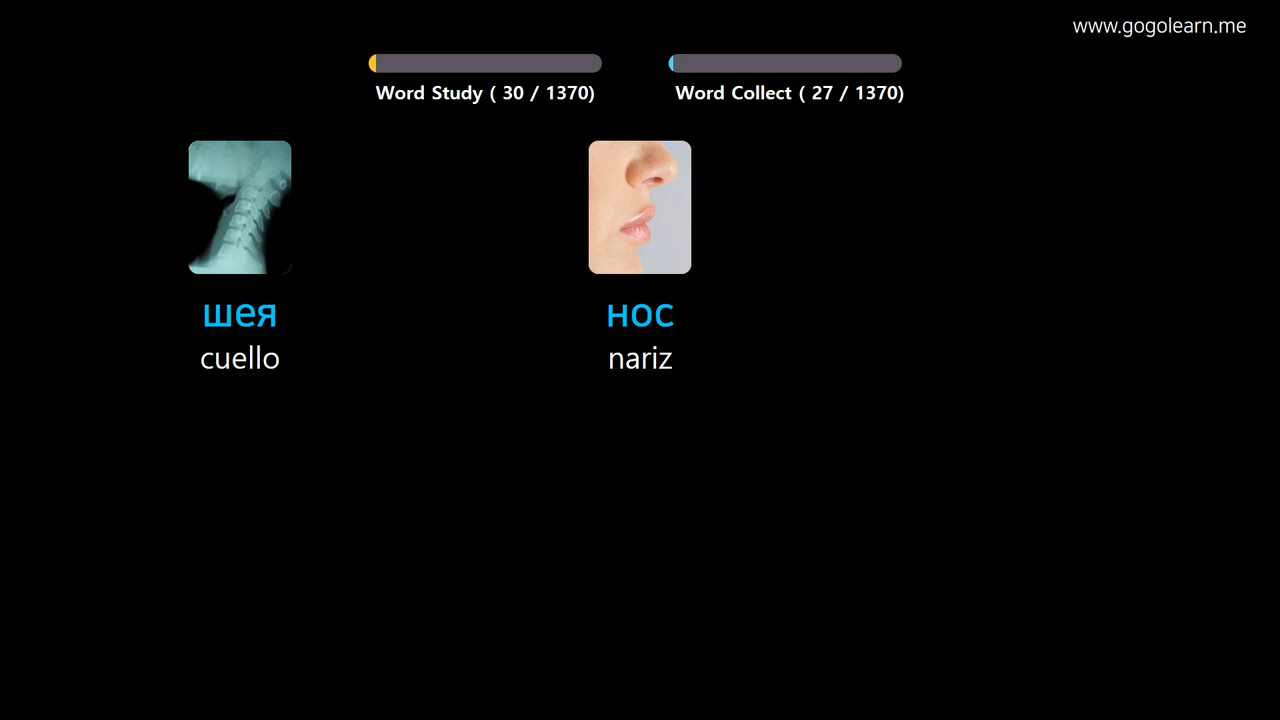 www.gogolearn.me
Word Study ( 30 / 1370)
Word Collect ( 27 / 1370)
шея
cuello
нос
nariz